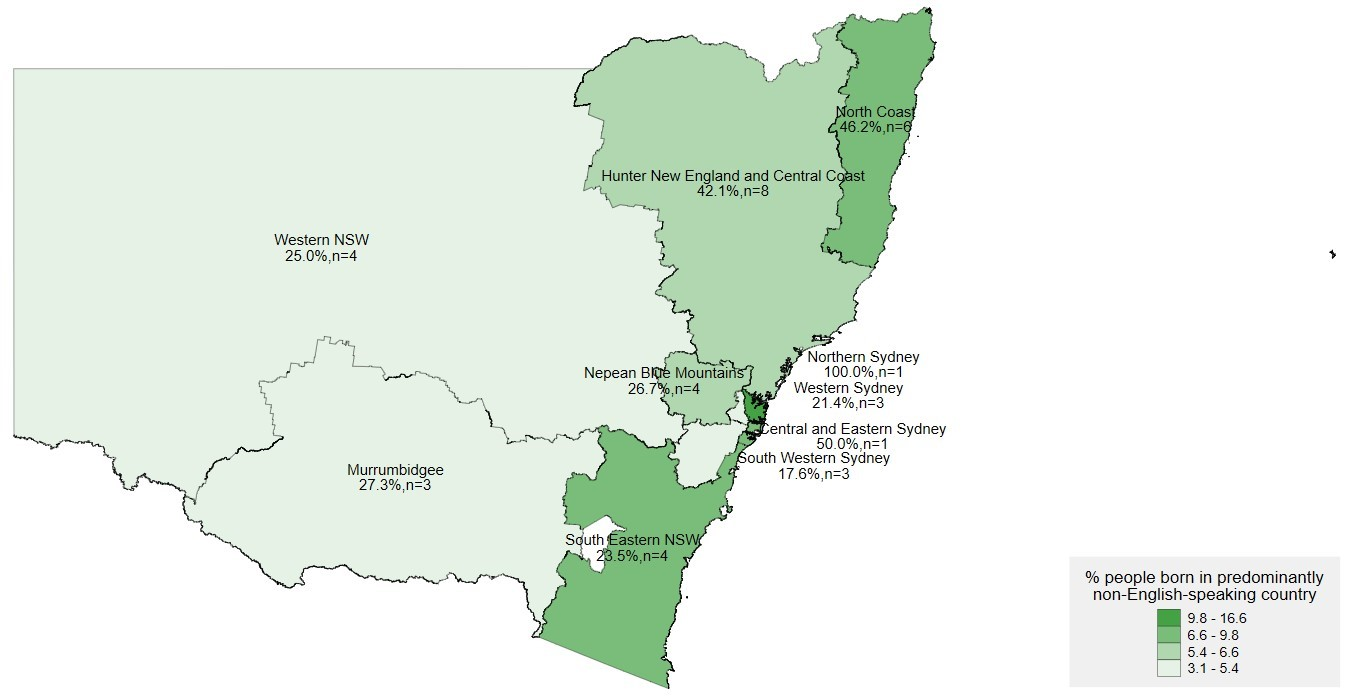 North Coast
46.2%,n=6
Hunter New England and Central Coast
42.1%,n=8
Western NSW
25.0%,n=4
Northern Sydney
100.0%,n=1
Nepean Blue Mountains
26.7%,n=4
Western Sydney
21.4%,n=3
Central and Eastern Sydney
50.0%,n=1
South Western Sydney
17.6%,n=3
Murrumbidgee
27.3%,n=3
South Eastern NSW
23.5%,n=4
% people born in predominantly
non-English-speaking country
9.8 - 16.6
6.6 - 9.8
5.4 - 6.6
3.1 - 5.4